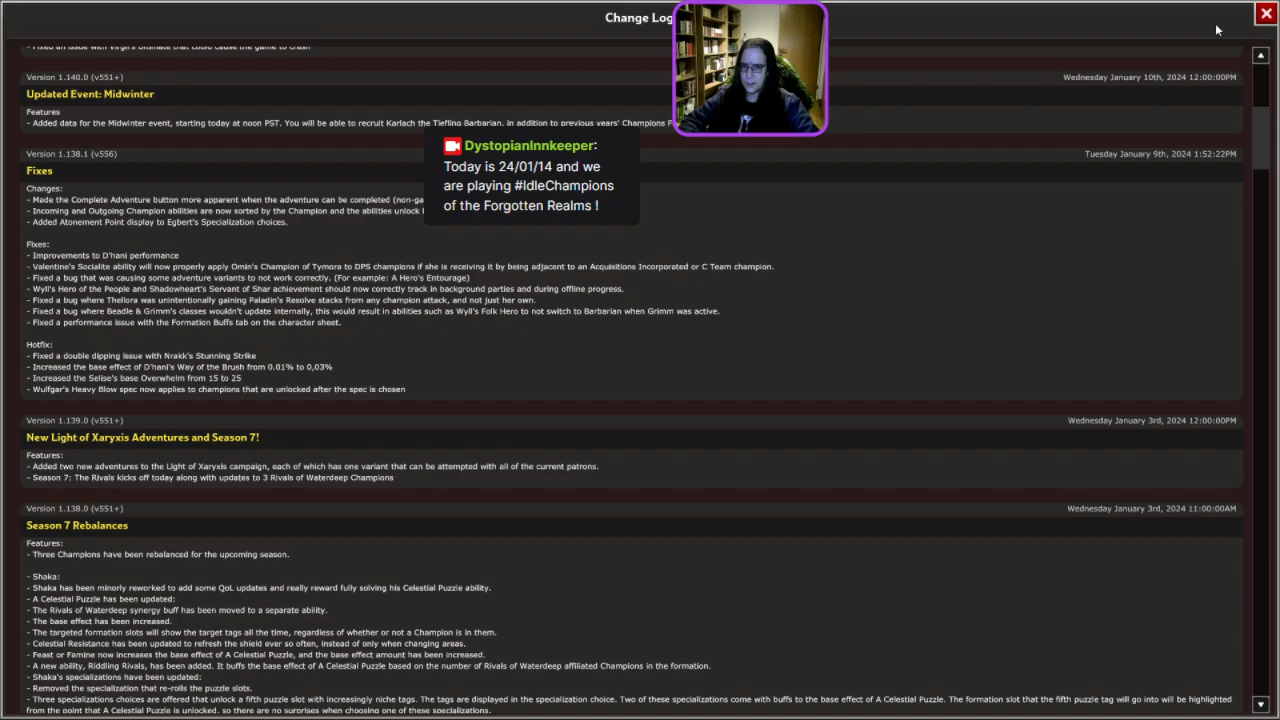 Change Log
- Fixed an issue with Virgil's Ultimate that could cause the game to crash
Version 1.140.0 (v551+)
Wednesday January 10th, 2024 12:00:00PM
Updated Event: Midwinter
Features
- Added data for the Midwinter event, starting today at noon PST. You will be able to recruit Karlach the Tiefling Barbarian, in addition to previous years' Champions
DystopianInnkeeper:
Today is 24/01/14 and we
are playing #IdleChampions
of the Forgotten Realms !
Version 1.138.1 (v556)
Tuesday January 9th, 2024 1:52:22PM
Fixes
Changes:
- Made the Complete Adventure button more apparent when the adventure can be completed
- Incoming and Outgoing Champion abilities are now sorted by the Champion and the abilities unlock
- Added Atonement Point display to Egbert's Specialization choices.
Fixes:
- Improvements to D'hani performance
- Valentine's Socialite ability will now properly apply Omin's Champion of Tymora to DPS champions if she is receiving it by being adjacent to an Acquisitions Incorporated or C Team champion.
- Fixed a bug that was causing some adventure variants to not work correctly. (For example: A Hero's Entourage)
- Wyll's Hero of the People and Shadowheart's Servant of Shar achievement should now correctly track in background parties and during offline progress.
- Fixed a bug where Thellora was unintentionally gaining Paladin's Resolve stacks from any champion attack, and not just her own.
- Fixed a bug where Beadle & Grimm's classes wouldn't update internally, this would result in abilities such as Wyll's Folk Hero to not switch to Barbarian when Grimm was active.
- Fixed a performance issue with the Formation Buffs tab on the character sheet.
Hotfix:
- Fixed a double dipping issue with Nrakk's Stunning Strike
- Increased the base effect of D'hani's Way of the Brush from 0.01% to 0,03%
- Increased the Selise's base Overwhelm from 15 to 25
- Wulfgar's Heavy Blow spec now applies to champions that are unlocked after the spec is chosen
Version 1.139.0 (v551+)
Wednesday January 3rd, 2024 12:00:00PM
New Light of Xaryxis Adventures and Season 7!
Features:
- Added two new adventures to the Light of Xaryxis campaign, each of which has one variant that can be attempted with all of the current patrons.
- Season 7: The Rivals kicks off today along with updates to 3 Rivals of Waterdeep Champions
Version 1.138.0 (v551+)
Wednesday January 3rd, 2024 11:00:00AM
Season 7 Rebalances
Features:
- Three Champions have been rebalanced for the upcoming season.
- Shaka:
- Shaka has been minorly reworked to add some QoL updates and really reward fully solving his Celestial Puzzle ability.
- A Celestial Puzzle has been updated:
- The Rivals of Waterdeep synergy buff has been moved to a separate ability.
- The base effect has been increased.
- The targeted formation slots will show the target tags all the time, regardless of whether or not a Champion is in them.
- Celestial Resistance has been updated to refresh the shield ever so often, instead of only when changing areas.
- Feast or Famine now increases the base effect of A Celestial Puzzle, and the base effect amount has been increased.
- A new ability, Riddling Rivals, has been added. It buffs the base effect of A Celestial Puzzle based on the number of Rivals of Waterdeep affiliated Champions in the formation.
- Shaka's specializations have been updated:
- Removed the specialization that re-rolls the puzzle slots.
- Three specializations choices are offered that unlock a fifth puzzle slot with increasingly niche tags. The tags are displayed in the specialization choice. Two of these specializations come with buffs to the base effect of A Celestial Puzzle. The formation slot that the fifth puzzle tag will go into will be highlighted
from the point that A Celestial Puzzle is unlocked, so there are no surprises when choosing one of these specializations.